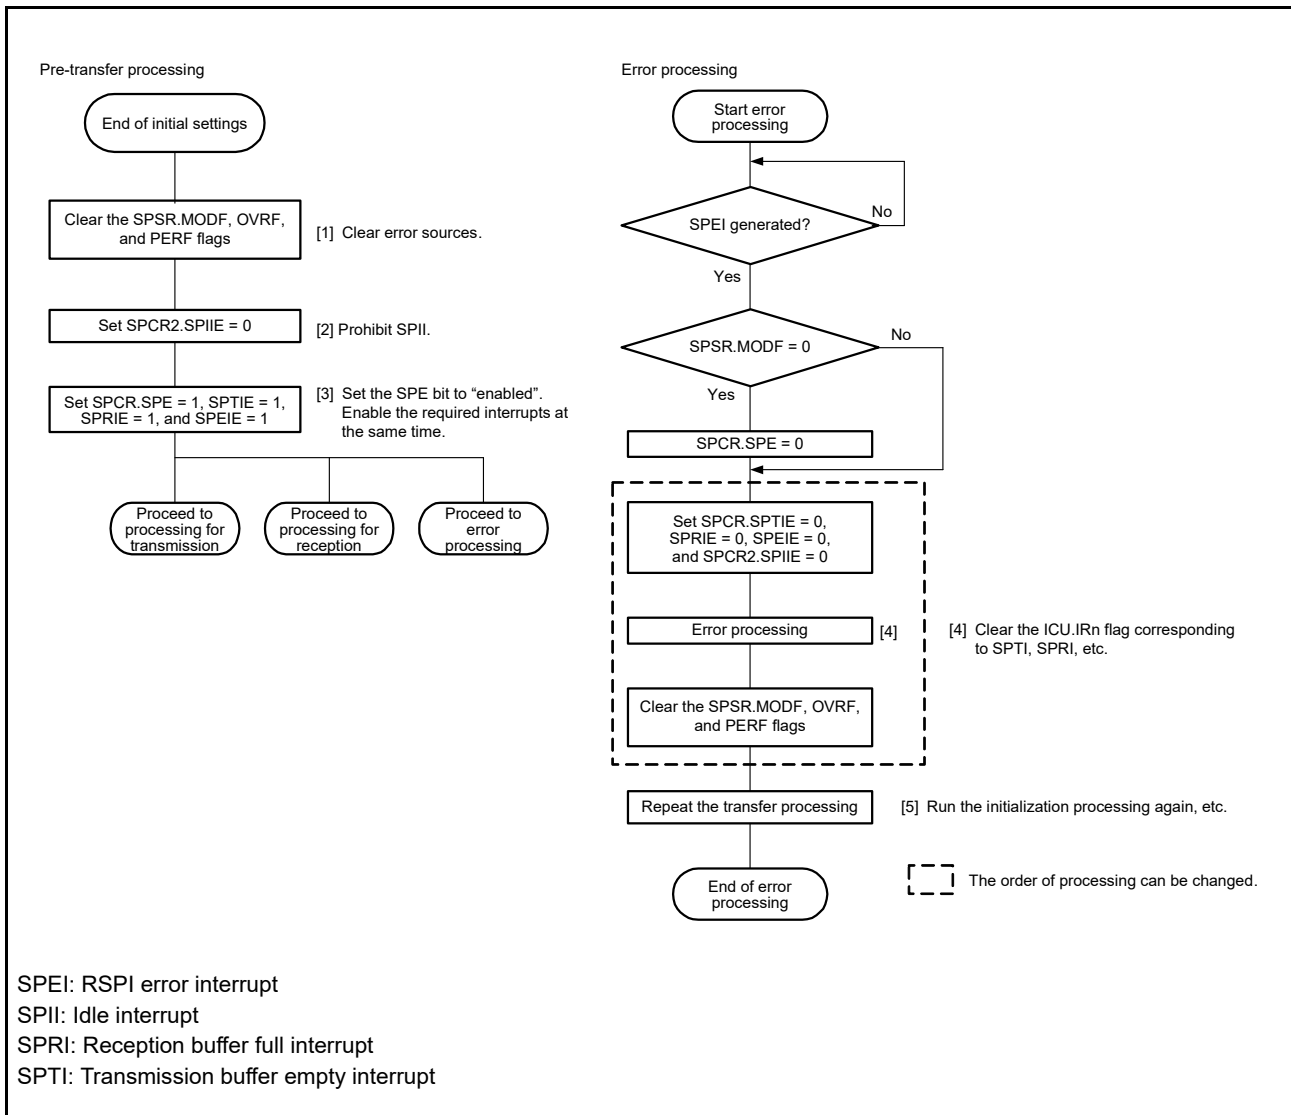 Pre-transfer processing
End of initial settings
Clear the SPSR.MODF, OVRF,
and PERF flags
[1] Clear error sources.
Set SPCR2.SPIIE = 0
[2] Prohibit SPII.
Set SPCR.SPE = 1, SPTIE = 1,
SPRIE = 1, and SPEIE = 1
[3] Set the SPE bit to “enabled”.
Enable the required interrupts at
the same time.
Proceed to
processing for
transmission
Proceed to
processing for
reception
Proceed to
error
processing
Error processing
Start error
processing
SPEI generated?
No
Yes
SPSR.MODF = 0
No
Yes
SPCR.SPE = 0
Set SPCR.SPTIE = 0,
SPRIE = 0, SPEIE = 0,
and SPCR2.SPIIE = 0
Error processing
[4]
[4] Clear the ICU.IRn flag corresponding
to SPTI, SPRI, etc.
Clear the SPSR.MODF, OVRF,
and PERF flags
Repeat the transfer processing
[5] Run the initialization processing again, etc.
End of error
processing
The order of processing can be changed.
SPEI: RSPI error interrupt
SPII: Idle interrupt
SPRI: Reception buffer full interrupt
SPTI: Transmission buffer empty interrupt